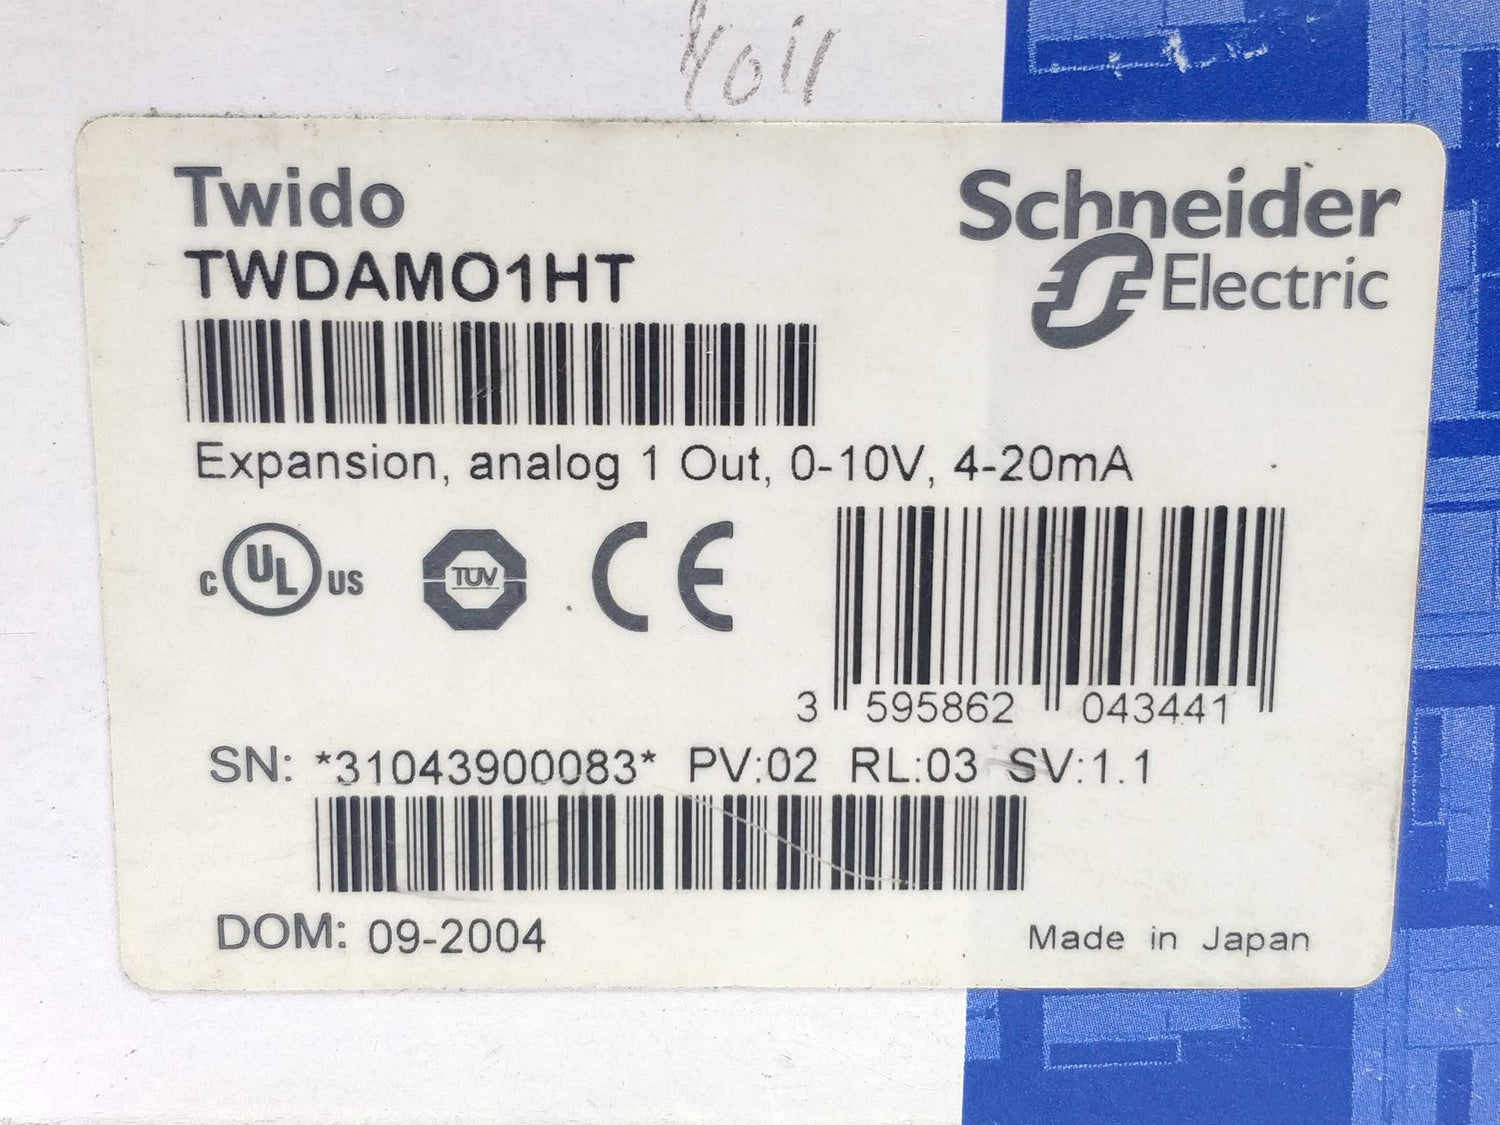 Twido
TWDAMO1HT
Schneider
Electric
Expansion, analog 1 Out, 0-10V, 4-20mA
C UL US
TÜV
CE
3 595862 043441
SN: *31043900083* PV:02 RL:03 SV:1.1
DOM: 09-2004
Made in Japan